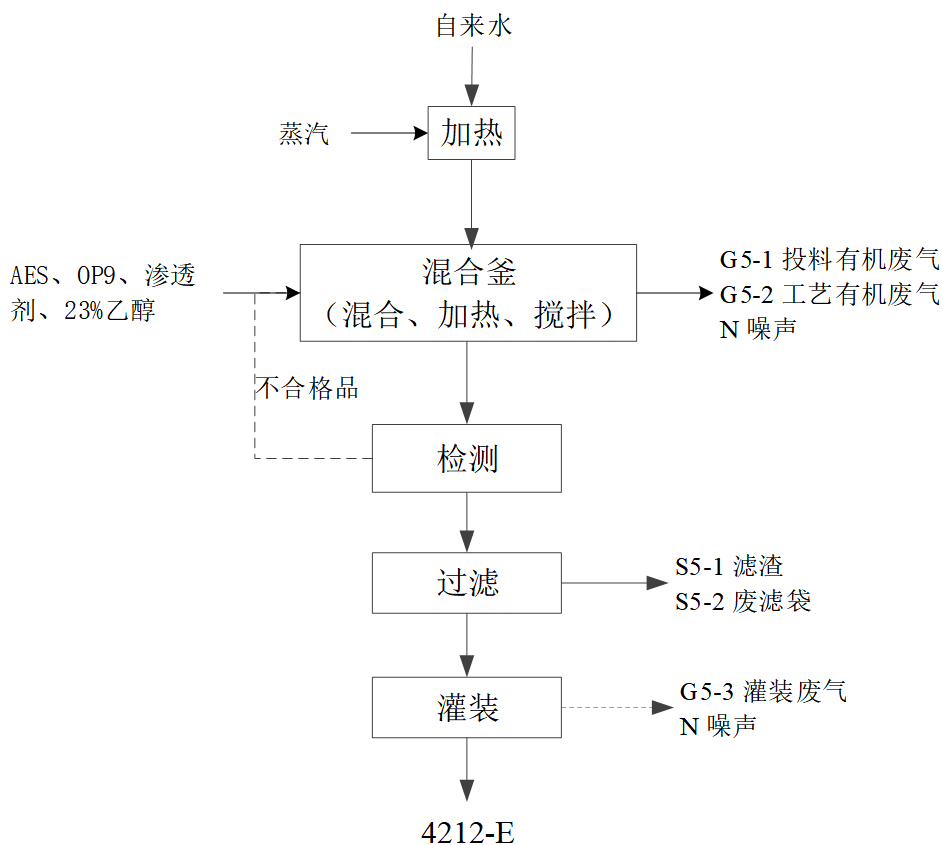 自来水
蒸汽
加热
AES、OP9、渗透
剂、23%乙醇
混合釜
（混合、加热、搅拌）
G5-1 投料有机废气
G5-2 工艺有机废气
N 噪声
不合格品
检测
过滤
S5-1 滤渣
S5-2 废滤袋
灌装
G5-3 灌装废气
N 噪声
4212-E